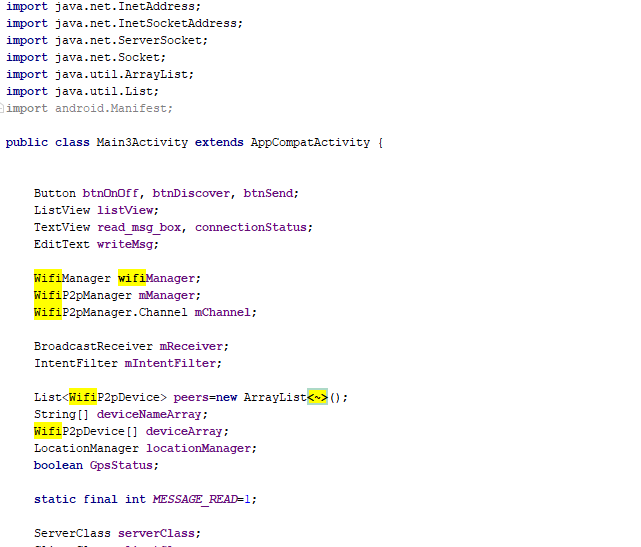 import java.net.InetAddress;
import java.net.InetSocketAddress;
import java.net.ServerSocket;
import java.net.Socket;
import java.util.ArrayList;
import java.util.List;
import android.Manifest;
public class Main3Activity extends AppCompatActivity {
Button btnOnOff, btnDiscover, btnSend;
ListView listView;
TextView read_msg_box, connectionStatus;
EditText writeMsg;
WifiManager wifiManager;
WifiP2pManager mManager;
WifiP2pManager.Channel mChannel;
BroadcastReceiver mReceiver;
IntentFilter mIntentFilter;
List<WifiP2pDevice> peers=new ArrayList<~>();
String[] deviceNameArray;
WifiP2pDevice[] deviceArray;
LocationManager locationManager;
boolean GpsStatus;
static final int MESSAGE_READ=1;
ServerClass serverClass;